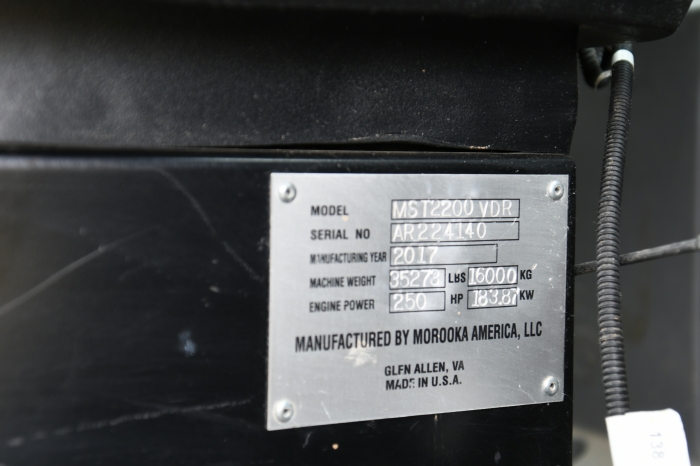 MODEL MST2200 VDR
SERIAL NO AR224140
MANUFACTURING YEAR 2017
MACHINE WEIGHT 35273 LBS 16000 KG
ENGINE POWER 250 HP 183.87 KW
MANUFACTURED BY MOROOKA AMERICA, LLC
GLEN ALLEN, VA
MADE IN U.S.A.
138